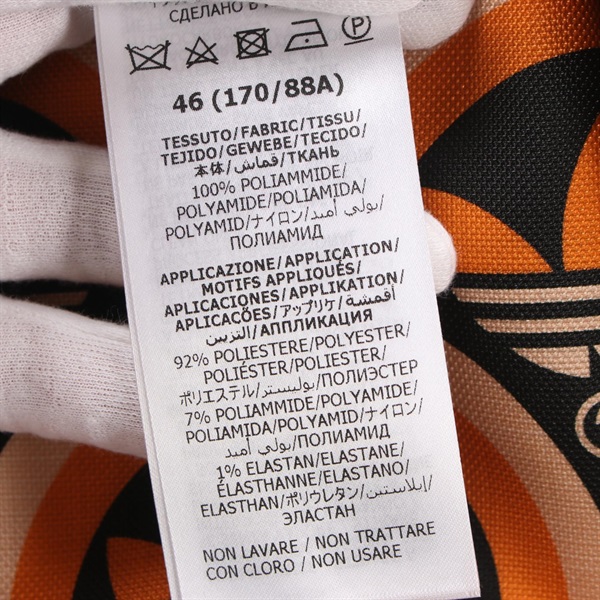 СДЕЛАНО В
46 (170/88A)
TESSUTO/FABRIC/TISSU/
TEJIDO/GEWEBE/TECIDO/
本体/قماش/ТКАНЬ
100% POLIAMMIDE/
POLYAMIDE/POLIAMIDA/
POLYAMID/ナイロン/بولي أميد/
ПОЛИАМИД
APPLICAZIONE/APPLICATION/
MOTIFS APPLIQUÉS/
APLICACIONES/APPLIKATION/
APLICAÇÕES/アップリケ/أقمشة
التزيين/АППЛИКАЦИЯ
92% POLIESTERE/POLYESTER/
POLIÉSTER/POLYESTER/
ポリエステル/بوليستر/ПОЛИЭСТЕР
7% POLIAMMIDE/POLYAMIDE/
POLIAMIDA/POLYAMID/ナイロン/
بولي أميد/ПОЛИАМИД
1% ELASTAN/ELASTANE/
ÉLASTHANNE/ELASTANO/
ELASTHAN/ポリウレタン/إيلاستين/
ЭЛАСТАН
NON LAVARE / NON TRATTARE
CON CLORO / NON USARE